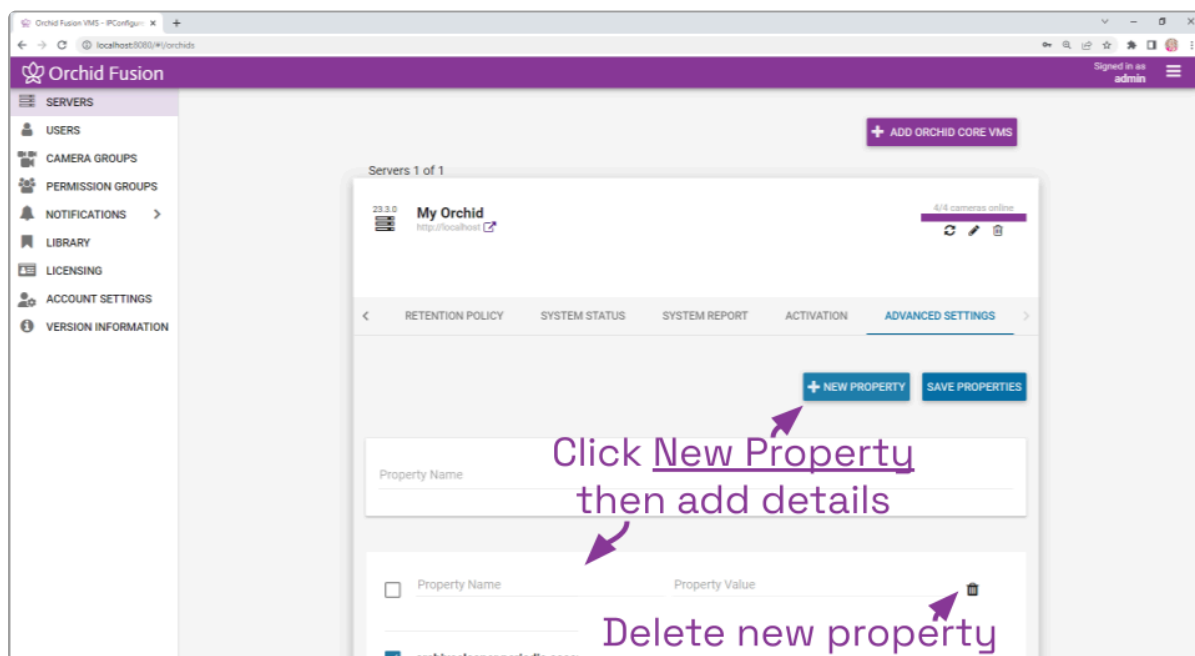 Orchid Fusion VMS - IPConfigur
localhost:8080/#!/orchids
Orchid Fusion
Signed in as
admin
SERVERS
USERS
CAMERA GROUPS
PERMISSION GROUPS
NOTIFICATIONS
LIBRARY
LICENSING
ACCOUNT SETTINGS
VERSION INFORMATION
ADD ORCHID CORE VMS
Servers 1 of 1
23.3.0
My Orchid
http://localhost
4/4 cameras online
RETENTION POLICY SYSTEM STATUS SYSTEM REPORT ACTIVATION ADVANCED SETTINGS
NEW PROPERTY SAVE PROPERTIES
Click New Property
Property Name
then add details
Property Name Property Value
Delete new property